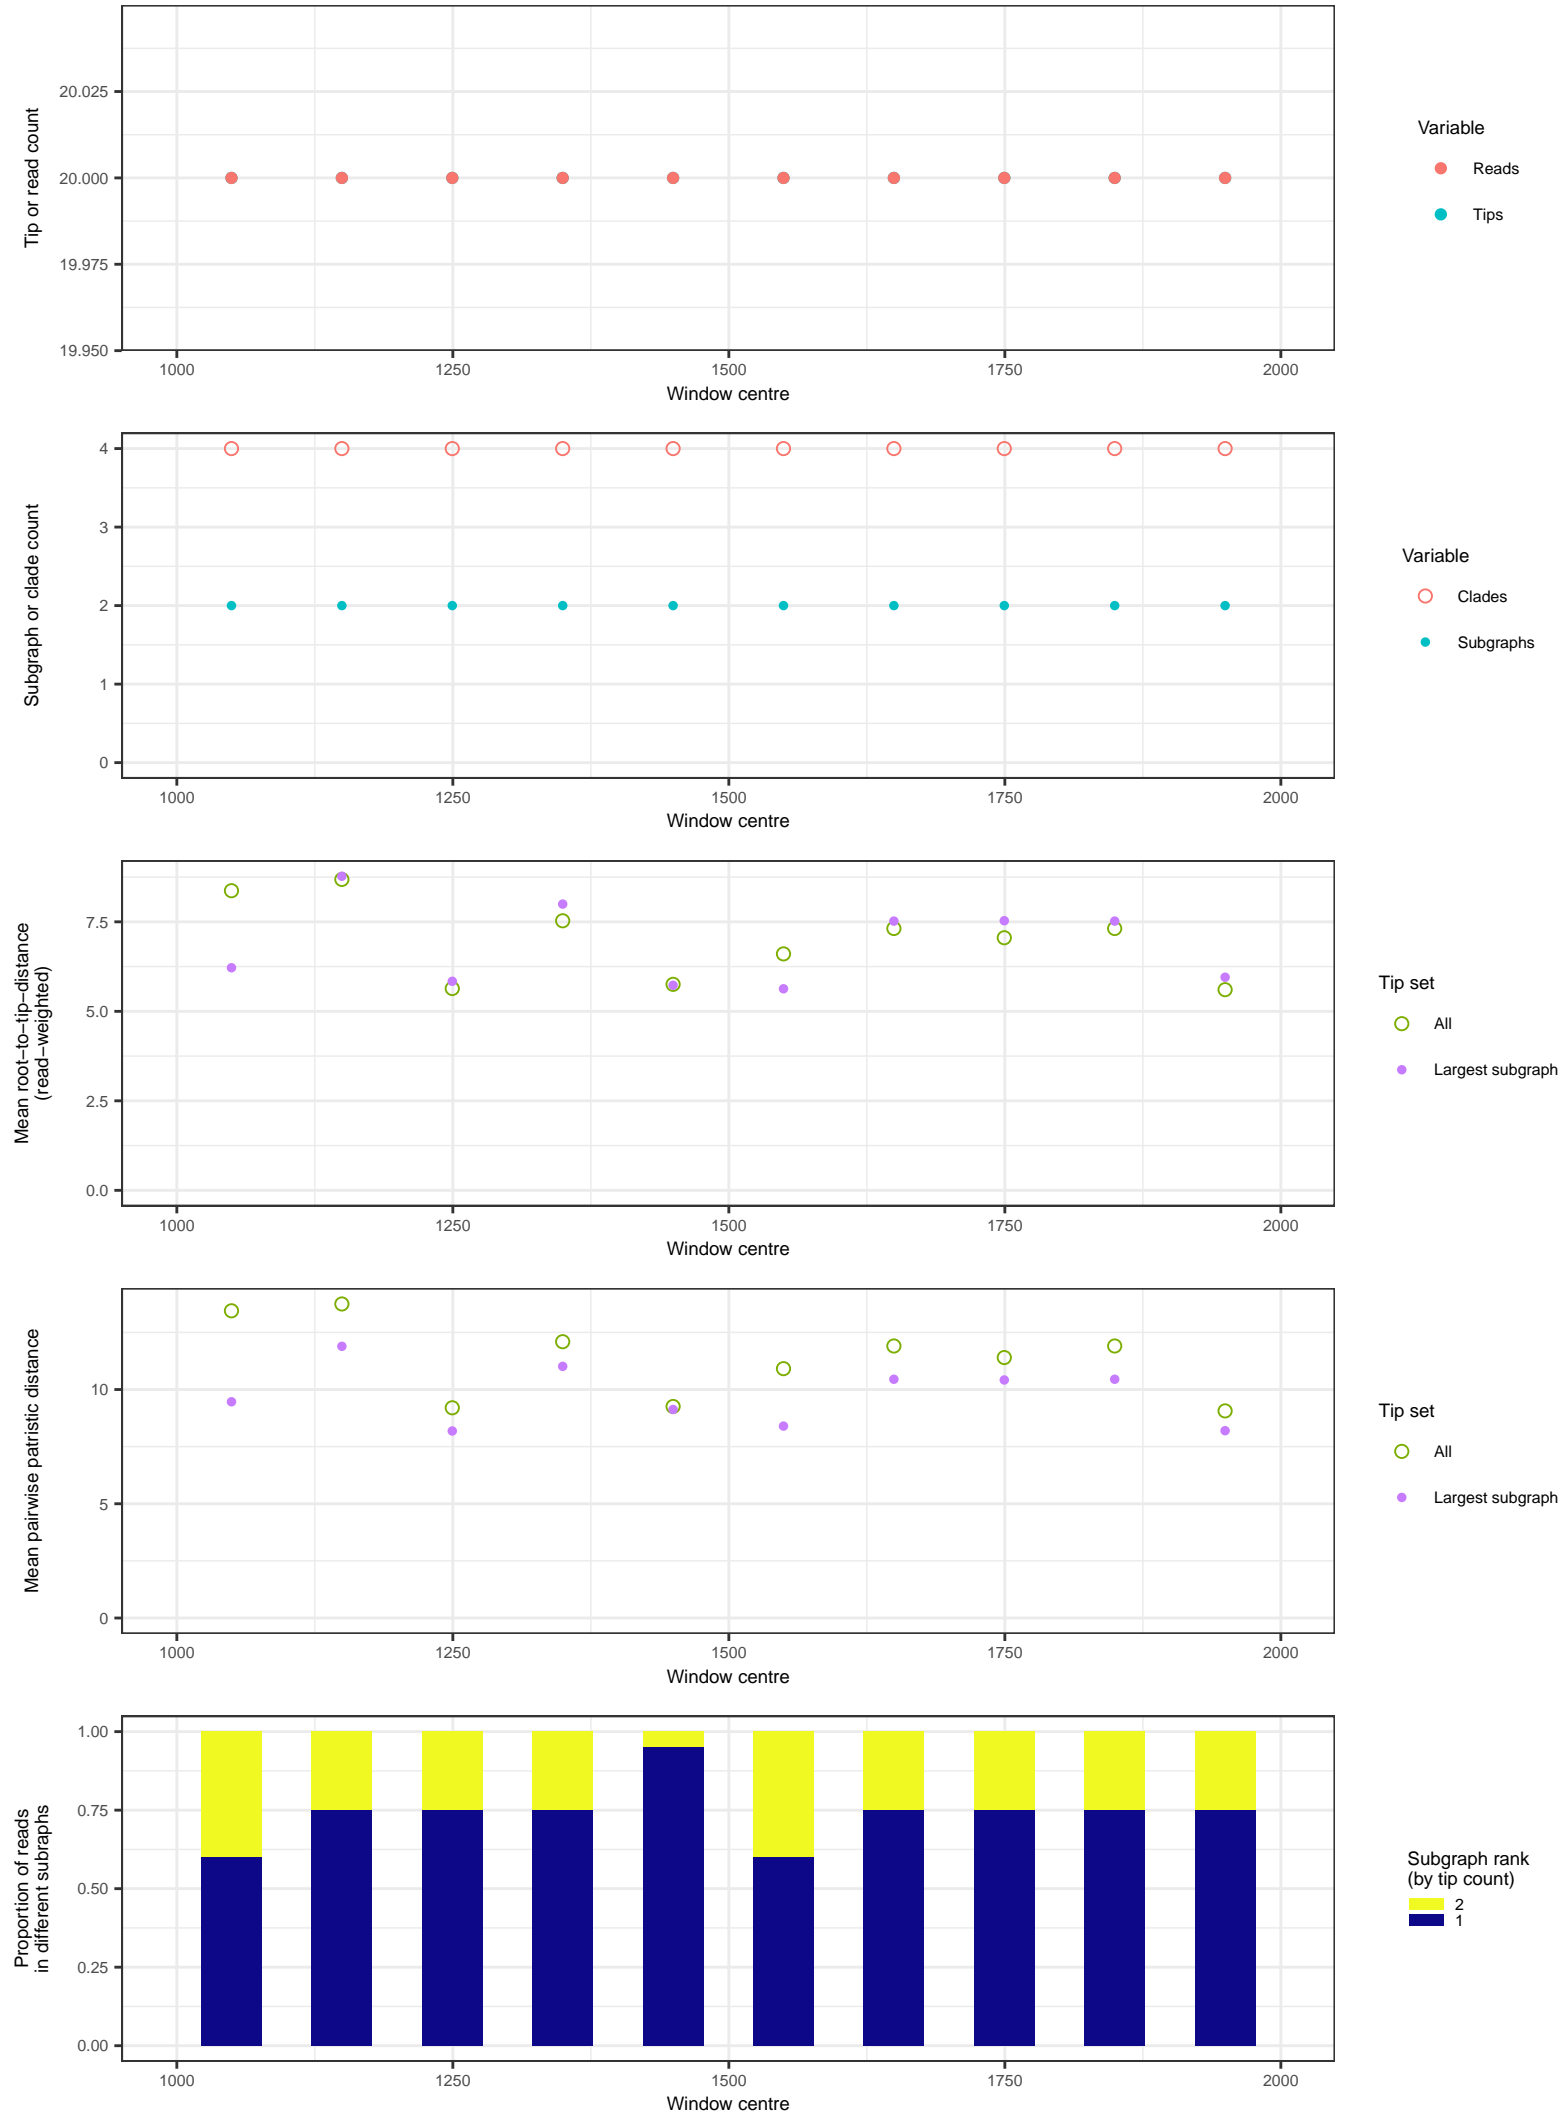 20.025
20.000
19.975
19.950
Tip or read count
1000 1250 1500 1750 2000
Window centre
Variable
Reads
Tips
4
3
2
1
0
Subgraph or clade count
1000 1250 1500 1750 2000
Window centre
Variable
Clades
Subgraphs
7.5
5.0
2.5
0.0
Mean root−to−tip−distance
(read−weighted)
1000 1250 1500 1750 2000
Window centre
Tip set
All
Largest subgraph
10
5
0
Mean pairwise patristic distance
1000 1250 1500 1750 2000
Window centre
Tip set
All
Largest subgraph
1.00
0.75
0.50
0.25
0.00
Proportion of reads
in different subraphs
1000 1250 1500 1750 2000
Window centre
Subgraph rank
(by tip count)
2
1